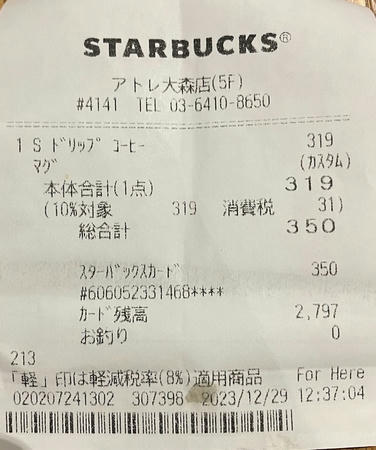 STARBUCKS®
アトレ大森店(5F)
#4141 TEL 03-6410-8650
1 S ドリップ コーヒー 319
マグ (カスタム)
本体合計(1点) 319
(10%対象 319 消費税 31)
総合計 350
スターバックスカード 350
#606052331468****
カード残高 2,797
お釣り 0
213
「軽」印は軽減税率(8%)適用商品 For Here
020207241302 307398 2023/12/29 12:37:04